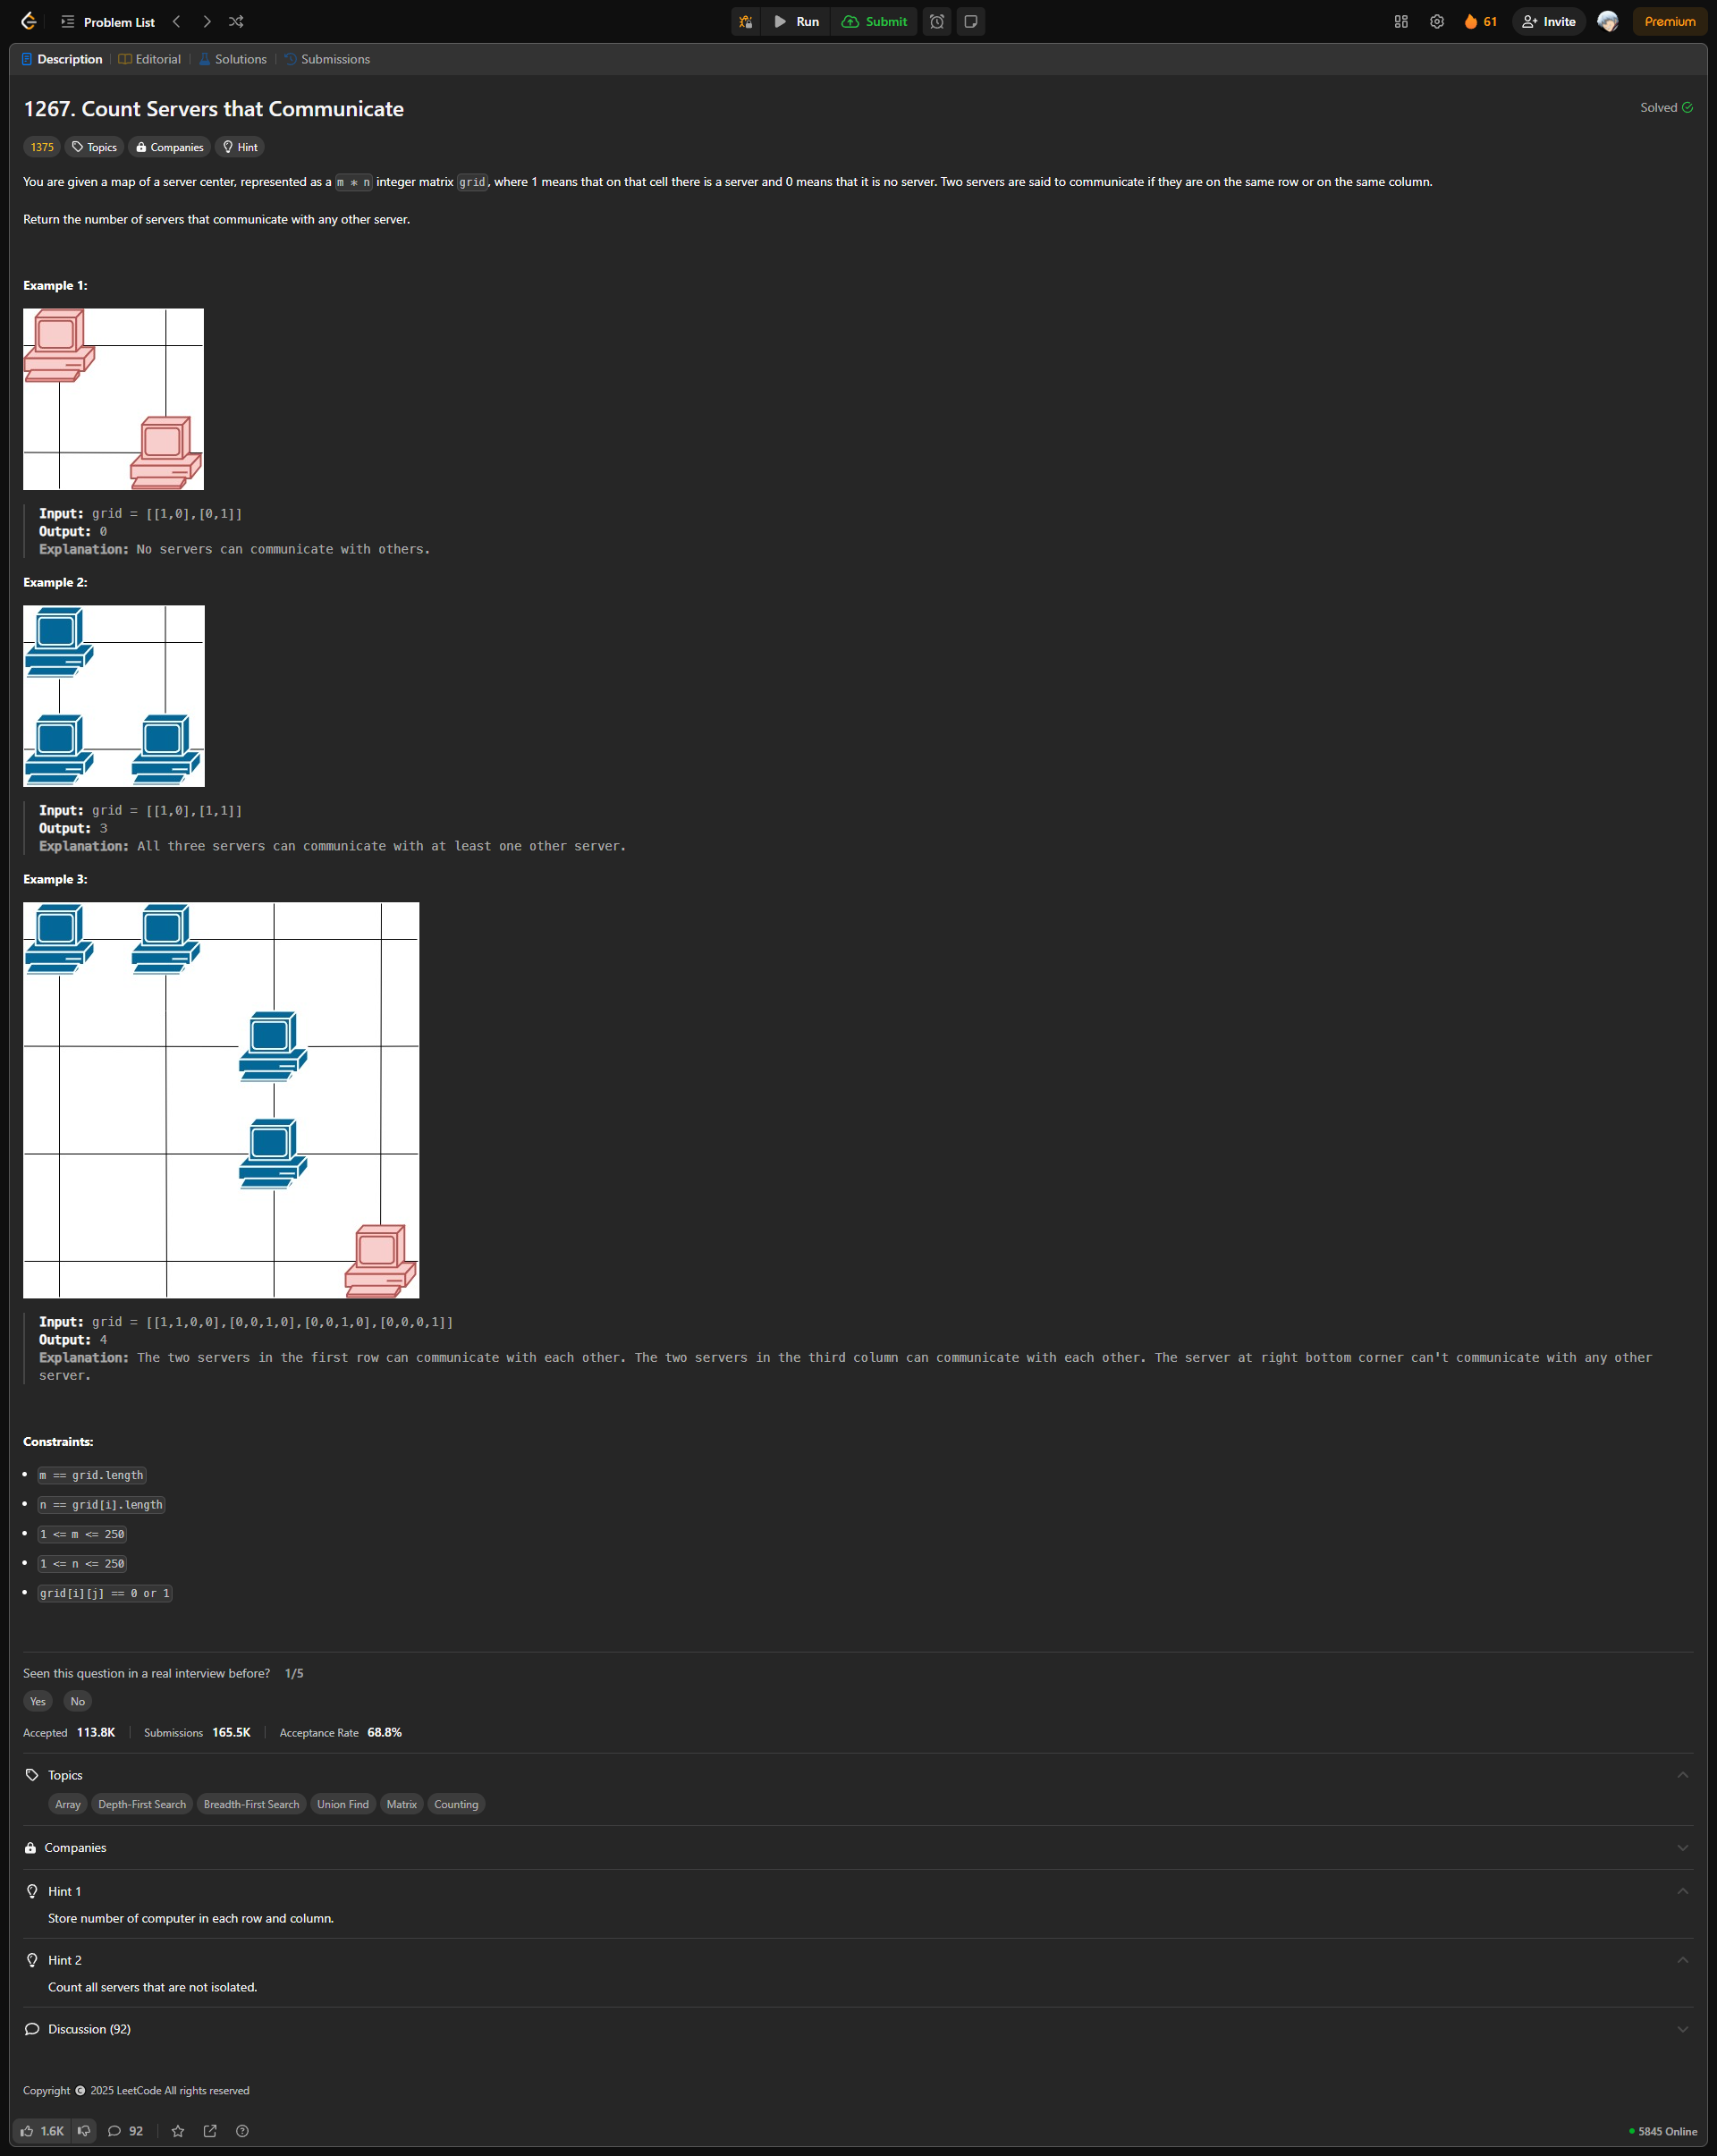 Problem List
Run
Submit
61
Invite
Premium
Description
Editorial
Solutions
Submissions
1267. Count Servers that Communicate
Solved
1375
Topics
Companies
Hint
You are given a map of a server center, represented as a m * n integer matrix grid, where 1 means that on that cell there is a server and 0 means that it is no server. Two servers are said to communicate if they are on the same row or on the same column.
Return the number of servers that communicate with any other server.
Example 1:
Input: grid = [[1,0],[0,1]]
Output: 0
Explanation: No servers can communicate with others.
Example 2:
Input: grid = [[1,0],[1,1]]
Output: 3
Explanation: All three servers can communicate with at least one other server.
Example 3:
Input: grid = [[1,1,0,0],[0,0,1,0],[0,0,1,0],[0,0,0,1]]
Output: 4
Explanation: The two servers in the first row can communicate with each other. The two servers in the third column can communicate with each other. The server at right bottom corner can't communicate with any other
server.
Constraints:
m == grid.length
n == grid[i].length
1 <= m <= 250
1 <= n <= 250
grid[i][j] == 0 or 1
Seen this question in a real interview before? 1/5
Yes
No
Accepted 113.8K
Submissions 165.5K
Acceptance Rate 68.8%
Topics
Array
Depth-First Search
Breadth-First Search
Union Find
Matrix
Counting
Companies
Hint 1
Store number of computer in each row and column.
Hint 2
Count all servers that are not isolated.
Discussion (92)
Copyright © 2025 LeetCode All rights reserved
1.6K
92
5845 Online